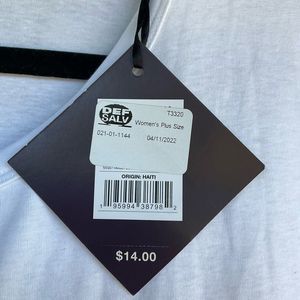 DEF
SALV
T3320
Women's Plus Size
021-01-1144
04/11/2022
ORIGIN: HAITI
1 95994 38798 2
$14.00